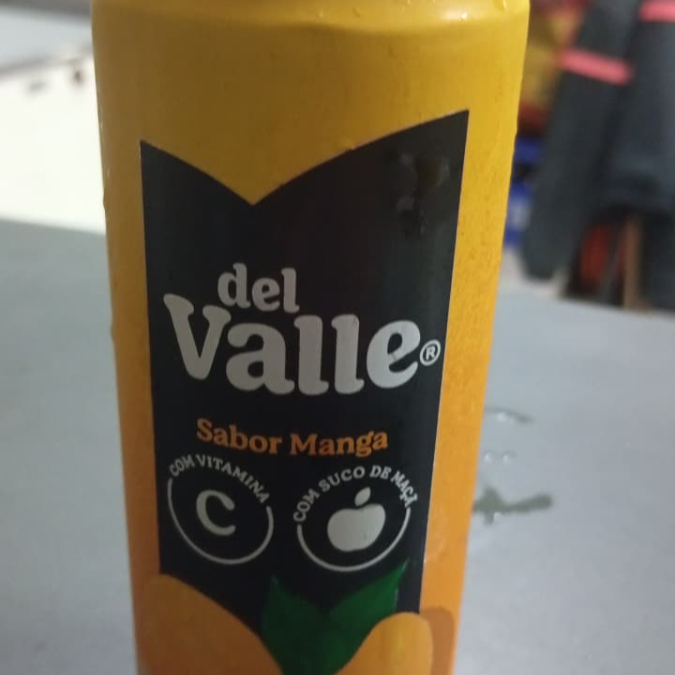 del
Valle®
Sabor Manga
COM VITAMINA
C
COM SUCO DE MAÇÃ